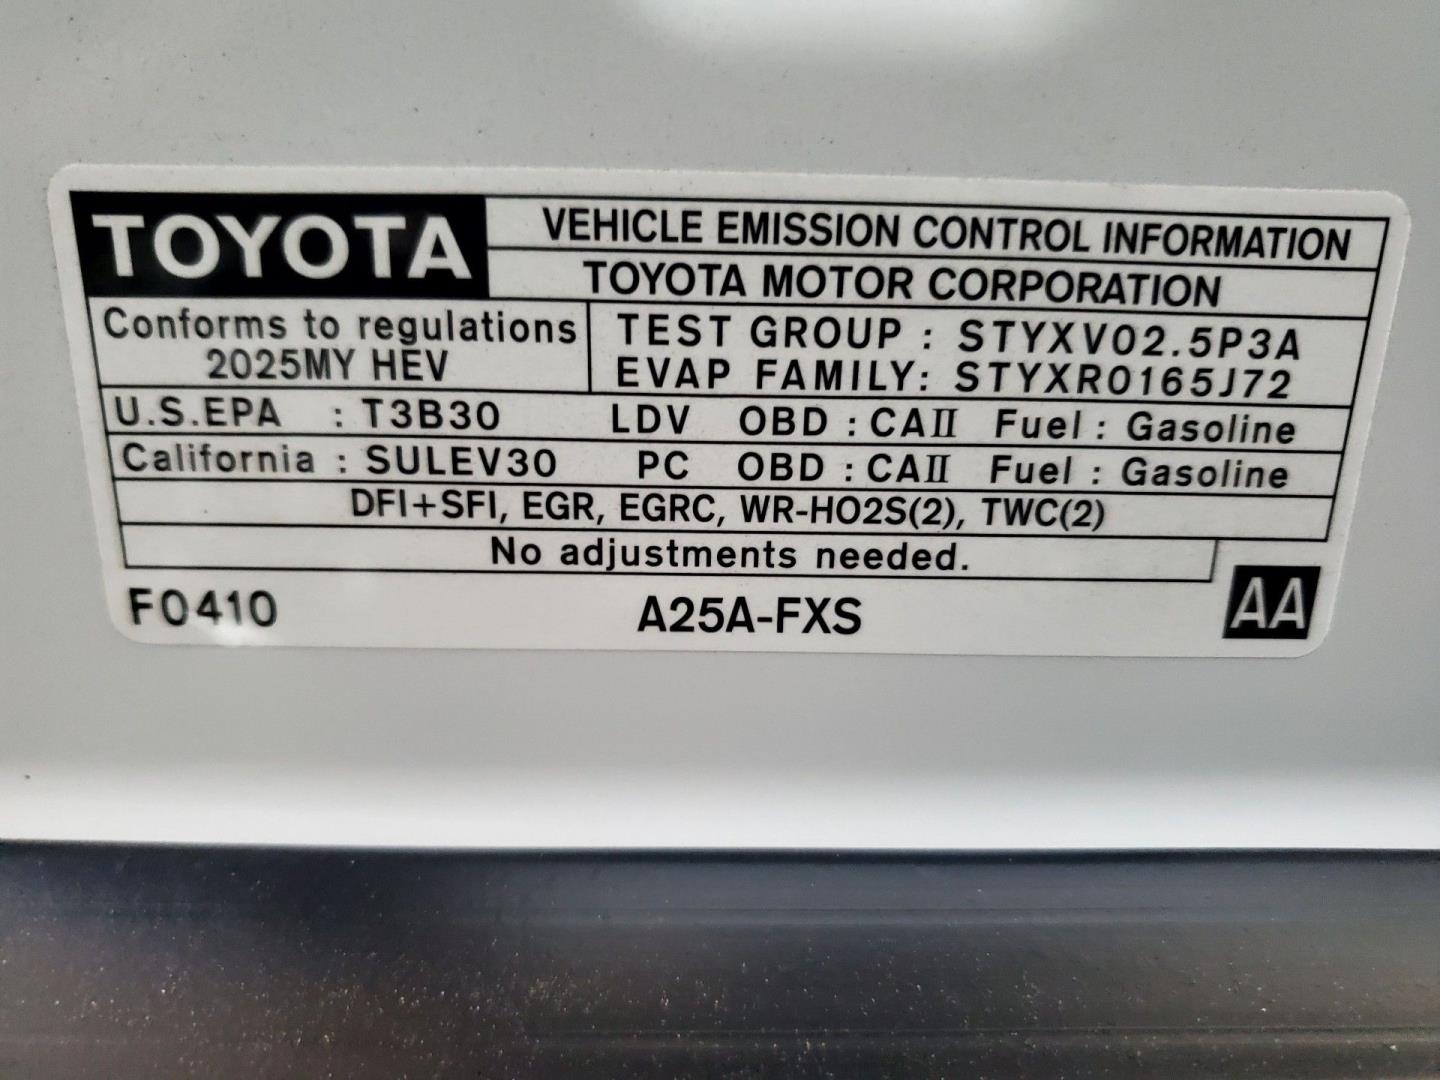 TOYOTA
VEHICLE EMISSION CONTROL INFORMATION
TOYOTA MOTOR CORPORATION
Conforms to regulations
2025MY HEV
TEST GROUP : STYXV02.5P3A
EVAP FAMILY: STYXR0165J72
U.S.EPA : T3B30 LDV OBD : CAⅡ Fuel : Gasoline
California : SULEV30 PC OBD : CAⅡ Fuel : Gasoline
DFI+SFI, EGR, EGRC, WR-HO2S(2), TWC(2)
No adjustments needed.
F0410 A25A-FXS AA